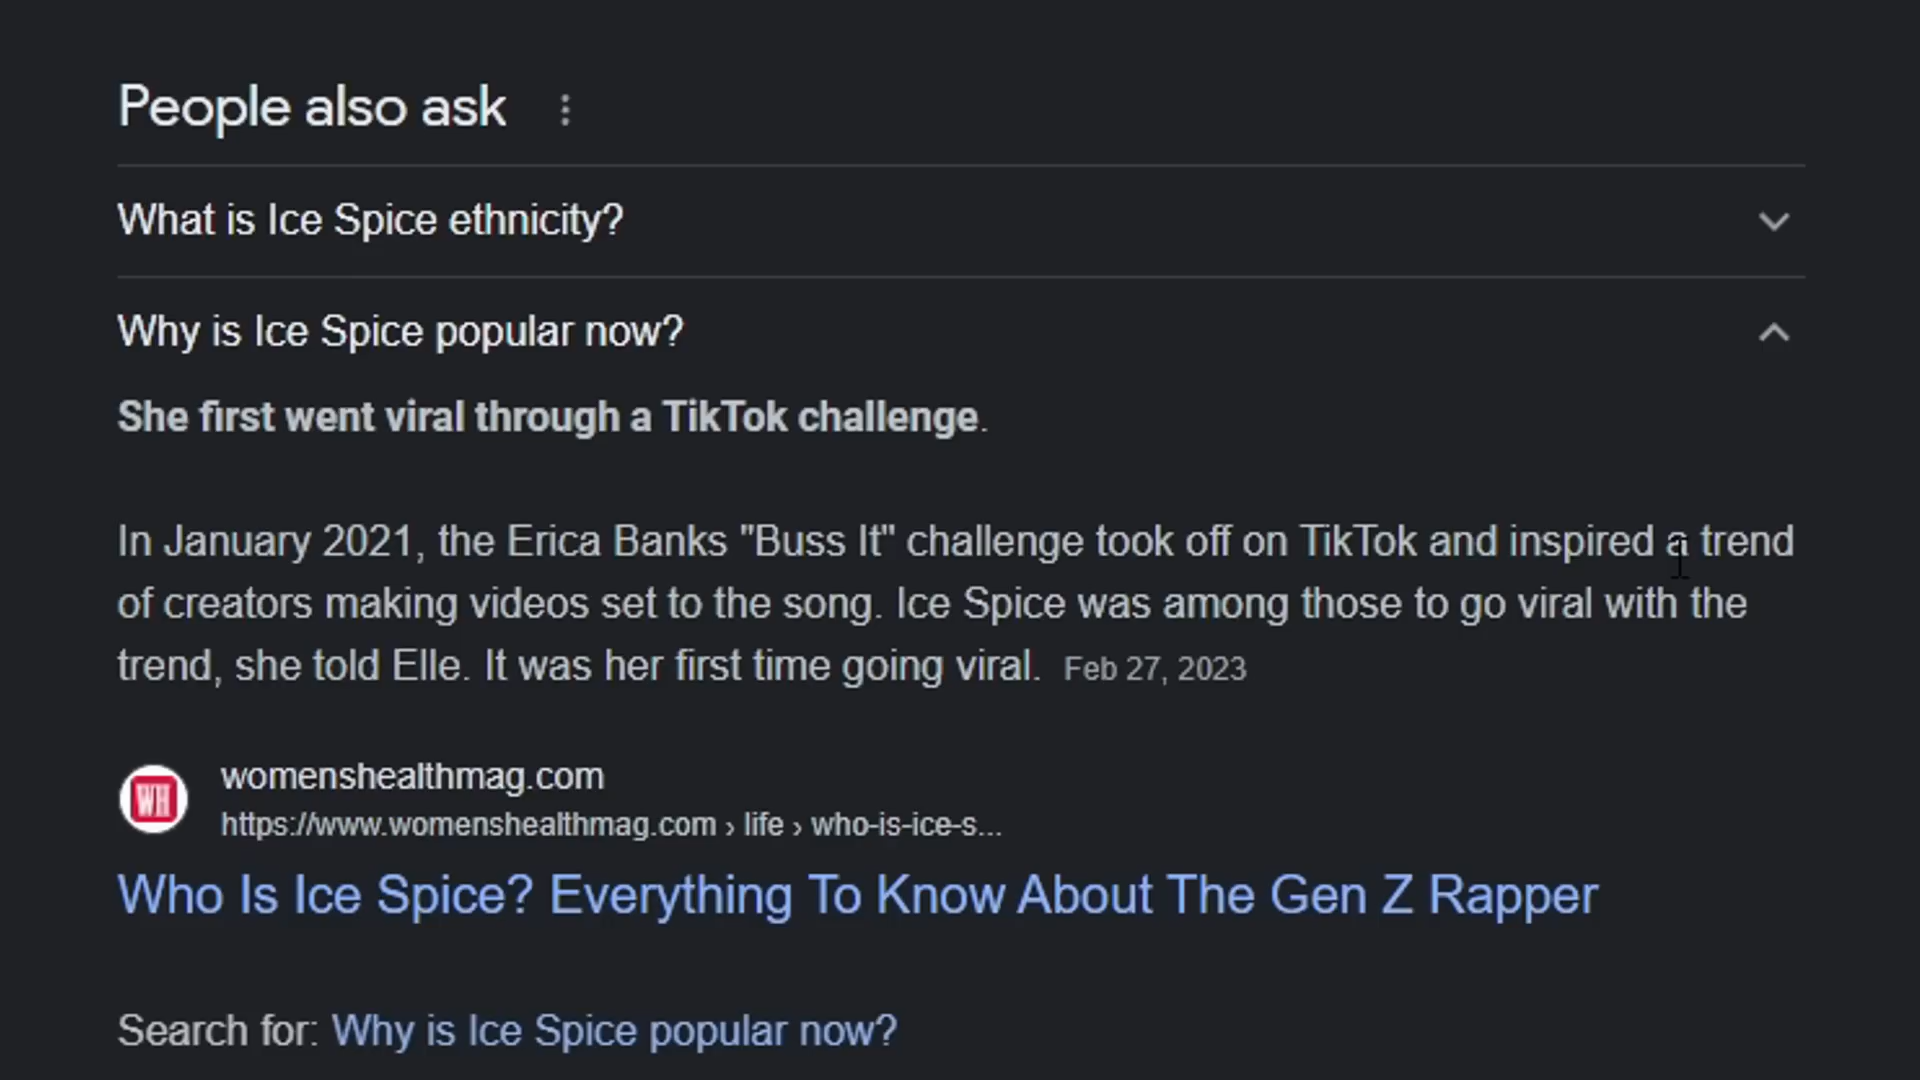 People also ask
What is Ice Spice ethnicity?
Why is Ice Spice popular now?
She first went viral through a TikTok challenge.
In January 2021, the Erica Banks "Buss It" challenge took off on TikTok and inspired a trend
of creators making videos set to the song. Ice Spice was among those to go viral with the
trend, she told Elle. It was her first time going viral. Feb 27, 2023
WH
womenshealthmag.com
https://www.womenshealthmag.com › life › who-is-ice-s...
Who Is Ice Spice? Everything To Know About The Gen Z Rapper
Search for: Why is Ice Spice popular now?